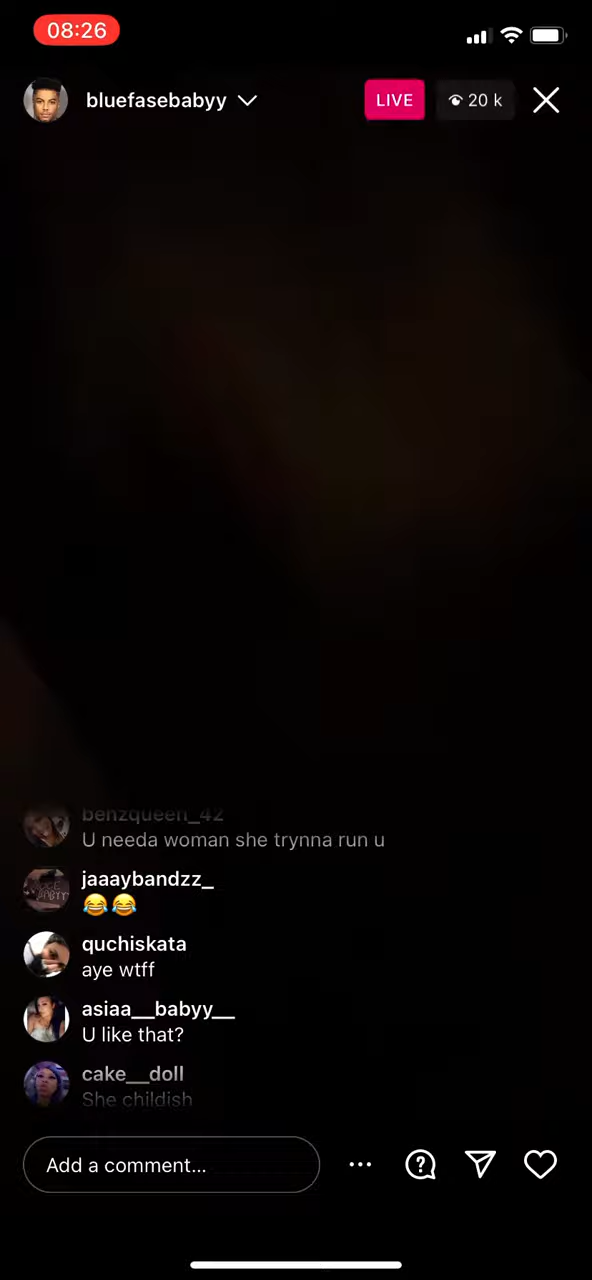 08:26
bluefasebabyy
LIVE
20 k
benzqueen_42
U needa woman she trynna run u
jaaaybandzz_
😂😂
quchiskata
aye wtff
asiaa__babyy__
U like that?
cake__doll
She childish
Add a comment...